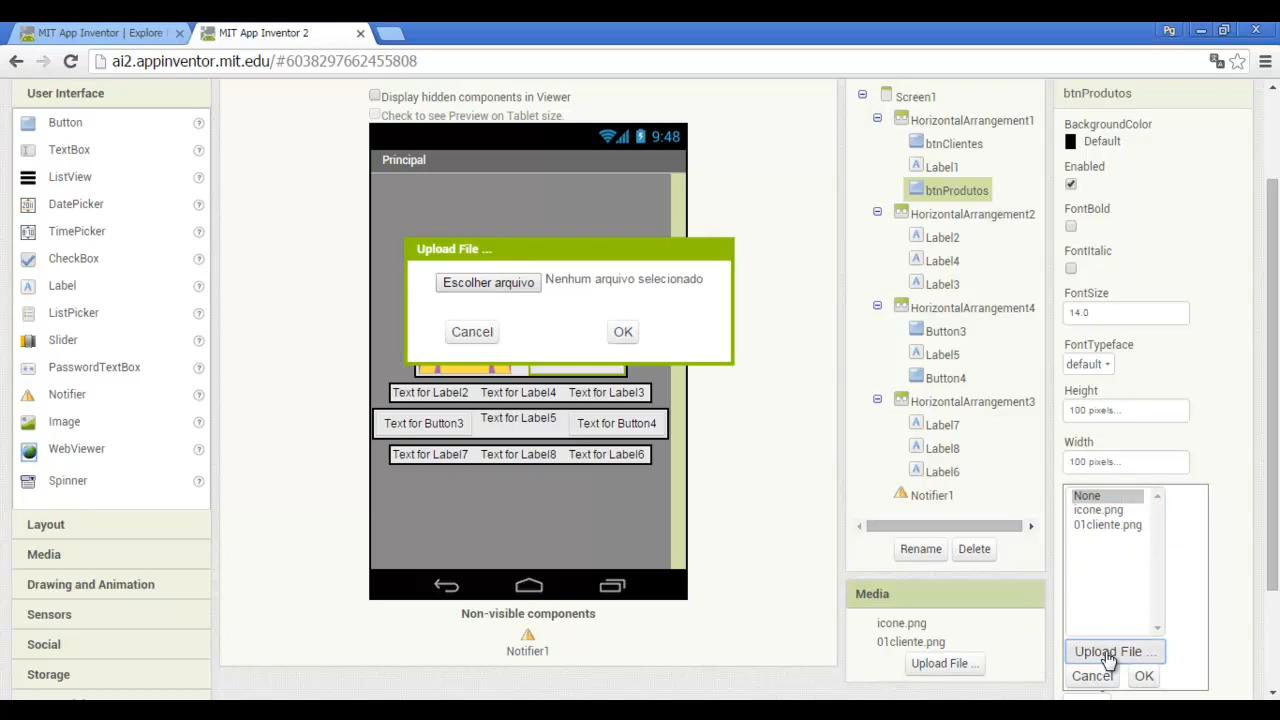 MIT App Inventor | Explore
MIT App Inventor 2
Pg
ai2.appinventor.mit.edu/#6038297662455808
User Interface
Button
TextBox
ListView
DatePicker
TimePicker
CheckBox
Label
ListPicker
Slider
PasswordTextBox
Notifier
Image
WebViewer
Spinner
Layout
Media
Drawing and Animation
Sensors
Social
Storage
Display hidden components in Viewer
Check to see Preview on Tablet size.
9:48
Principal
Upload File ...
Escolher arquivo Nenhum arquivo selecionado
Cancel OK
Text for Label2 Text for Label4 Text for Label3
Text for Button3 Text for Label5 Text for Button4
Text for Label7 Text for Label8 Text for Label6
Non-visible components
Notifier1
Screen1
HorizontalArrangement1
btnClientes
Label1
btnProdutos
HorizontalArrangement2
Label2
Label4
Label3
HorizontalArrangement4
Button3
Label5
Button4
HorizontalArrangement3
Label7
Label8
Label6
Notifier1
Rename Delete
Media
icone.png
01cliente.png
Upload File ...
btnProdutos
BackgroundColor
Default
Enabled
FontBold
FontItalic
FontSize
14.0
FontTypeface
default
Height
100 pixels...
Width
100 pixels...
None
icone.png
01cliente.png
Upload File ...
Cancel OK